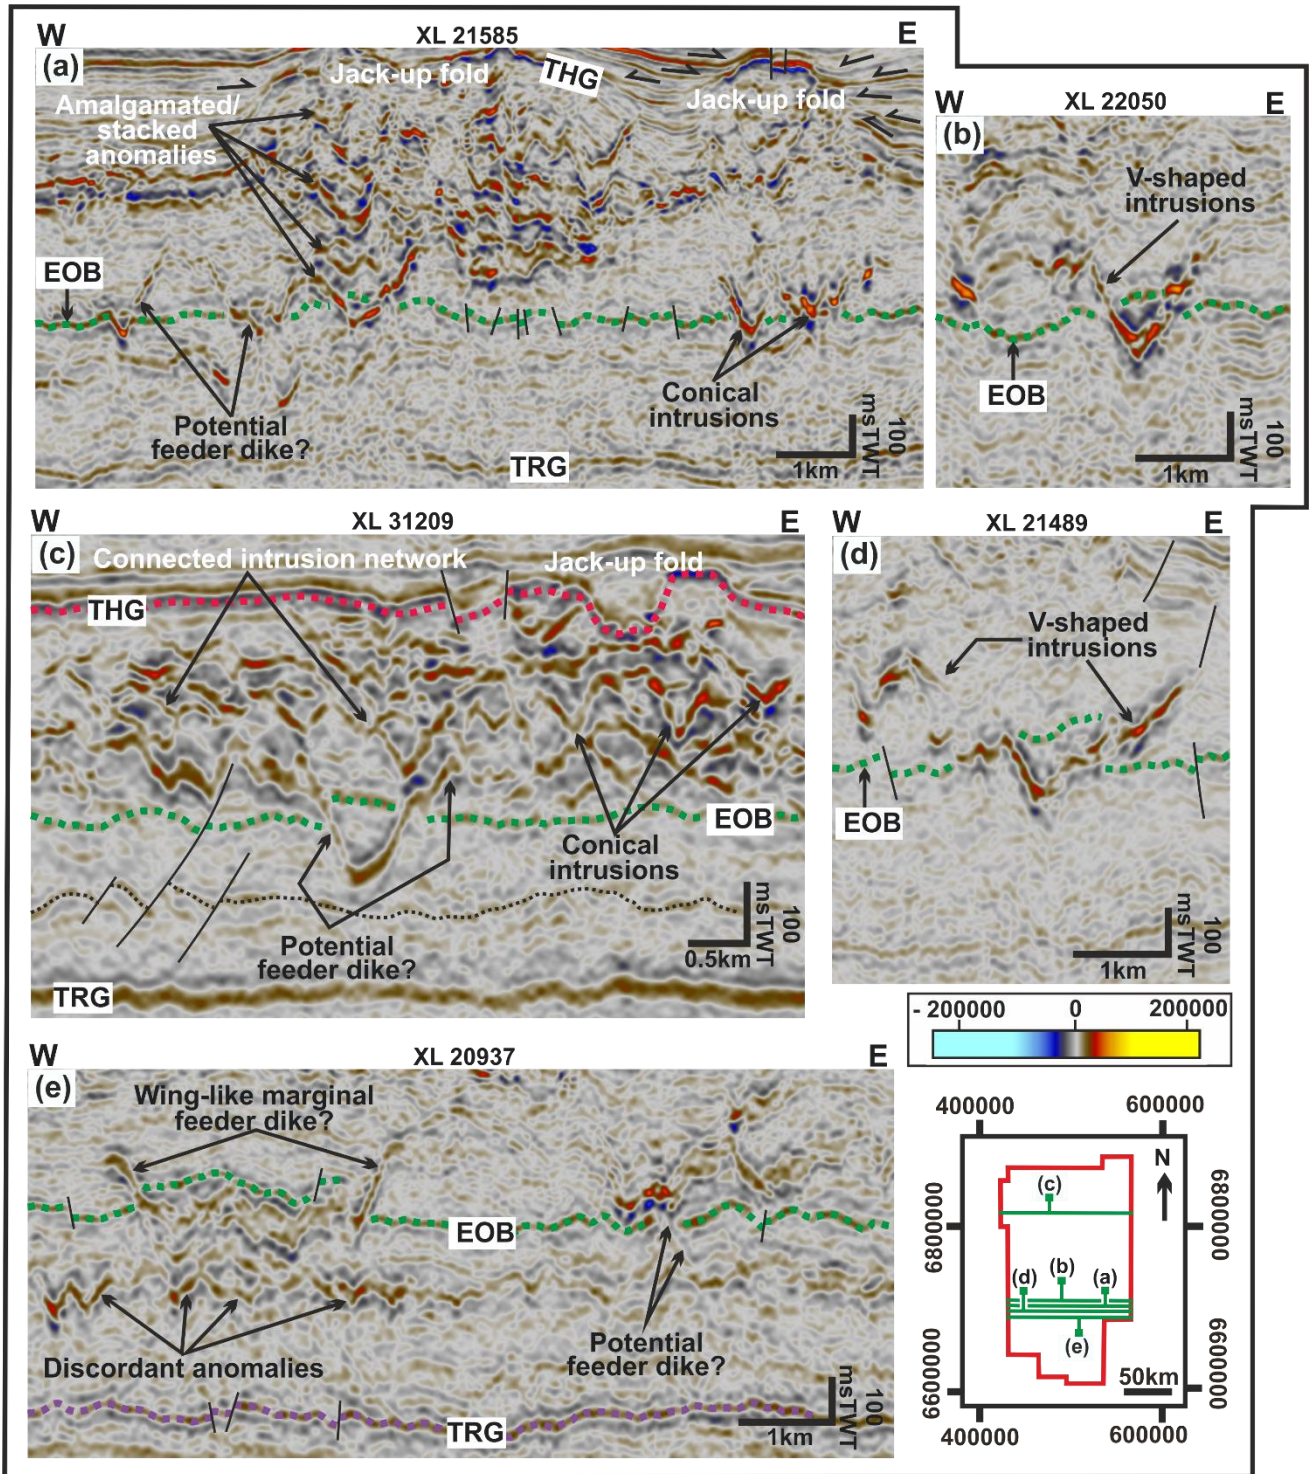 W
XL 21585
E
(a)
Jack-up fold
THG
Jack-up fold
Amalgamated/
stacked
anomalies
EOB
Potential
feeder dike?
Conical
intrusions
TRG
1km
100
msTWT
W
XL 22050
E
(b)
V-shaped
intrusions
EOB
1km
100
msTWT
W
XL 31209
E
(c)
Connected intrusion network
Jack-up fold
THG
EOB
Conical
intrusions
Potential
feeder dike?
0.5km
100
msTWT
TRG
W
XL 21489
E
(d)
V-shaped
intrusions
EOB
1km
100
msTWT
- 200000
0
200000
W
XL 20937
E
(e)
Wing-like marginal
feeder dike?
EOB
Potential
feeder dike?
Discordant anomalies
TRG
1km
100
msTWT
400000
600000
N
(c)
(d)
(b)
(a)
(e)
50km
6800000
6800000
6600000
6600000
400000
600000